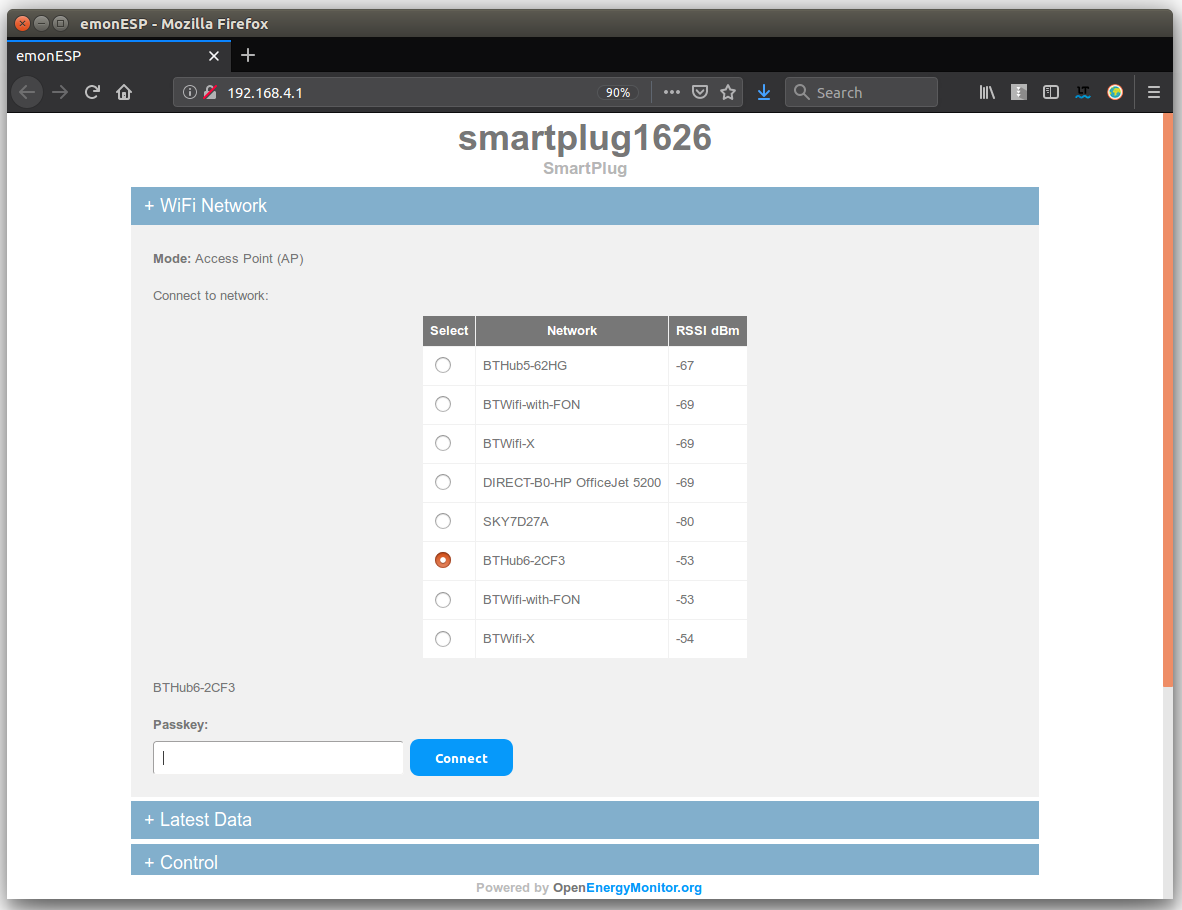 emonESP - Mozilla Firefox
emonESP
192.168.4.1 90% Search
smartplug1626
SmartPlug
+ WiFi Network
Mode: Access Point (AP)
Connect to network:
Select Network RSSI dBm
BTHub5-62HG -67
BTWifi-with-FON -69
BTWifi-X -69
DIRECT-B0-HP OfficeJet 5200 -69
SKY7D27A -80
BTHub6-2CF3 -53
BTWifi-with-FON -53
BTWifi-X -54
BTHub6-2CF3
Passkey:
Connect
+ Latest Data
+ Control
Powered by OpenEnergyMonitor.org